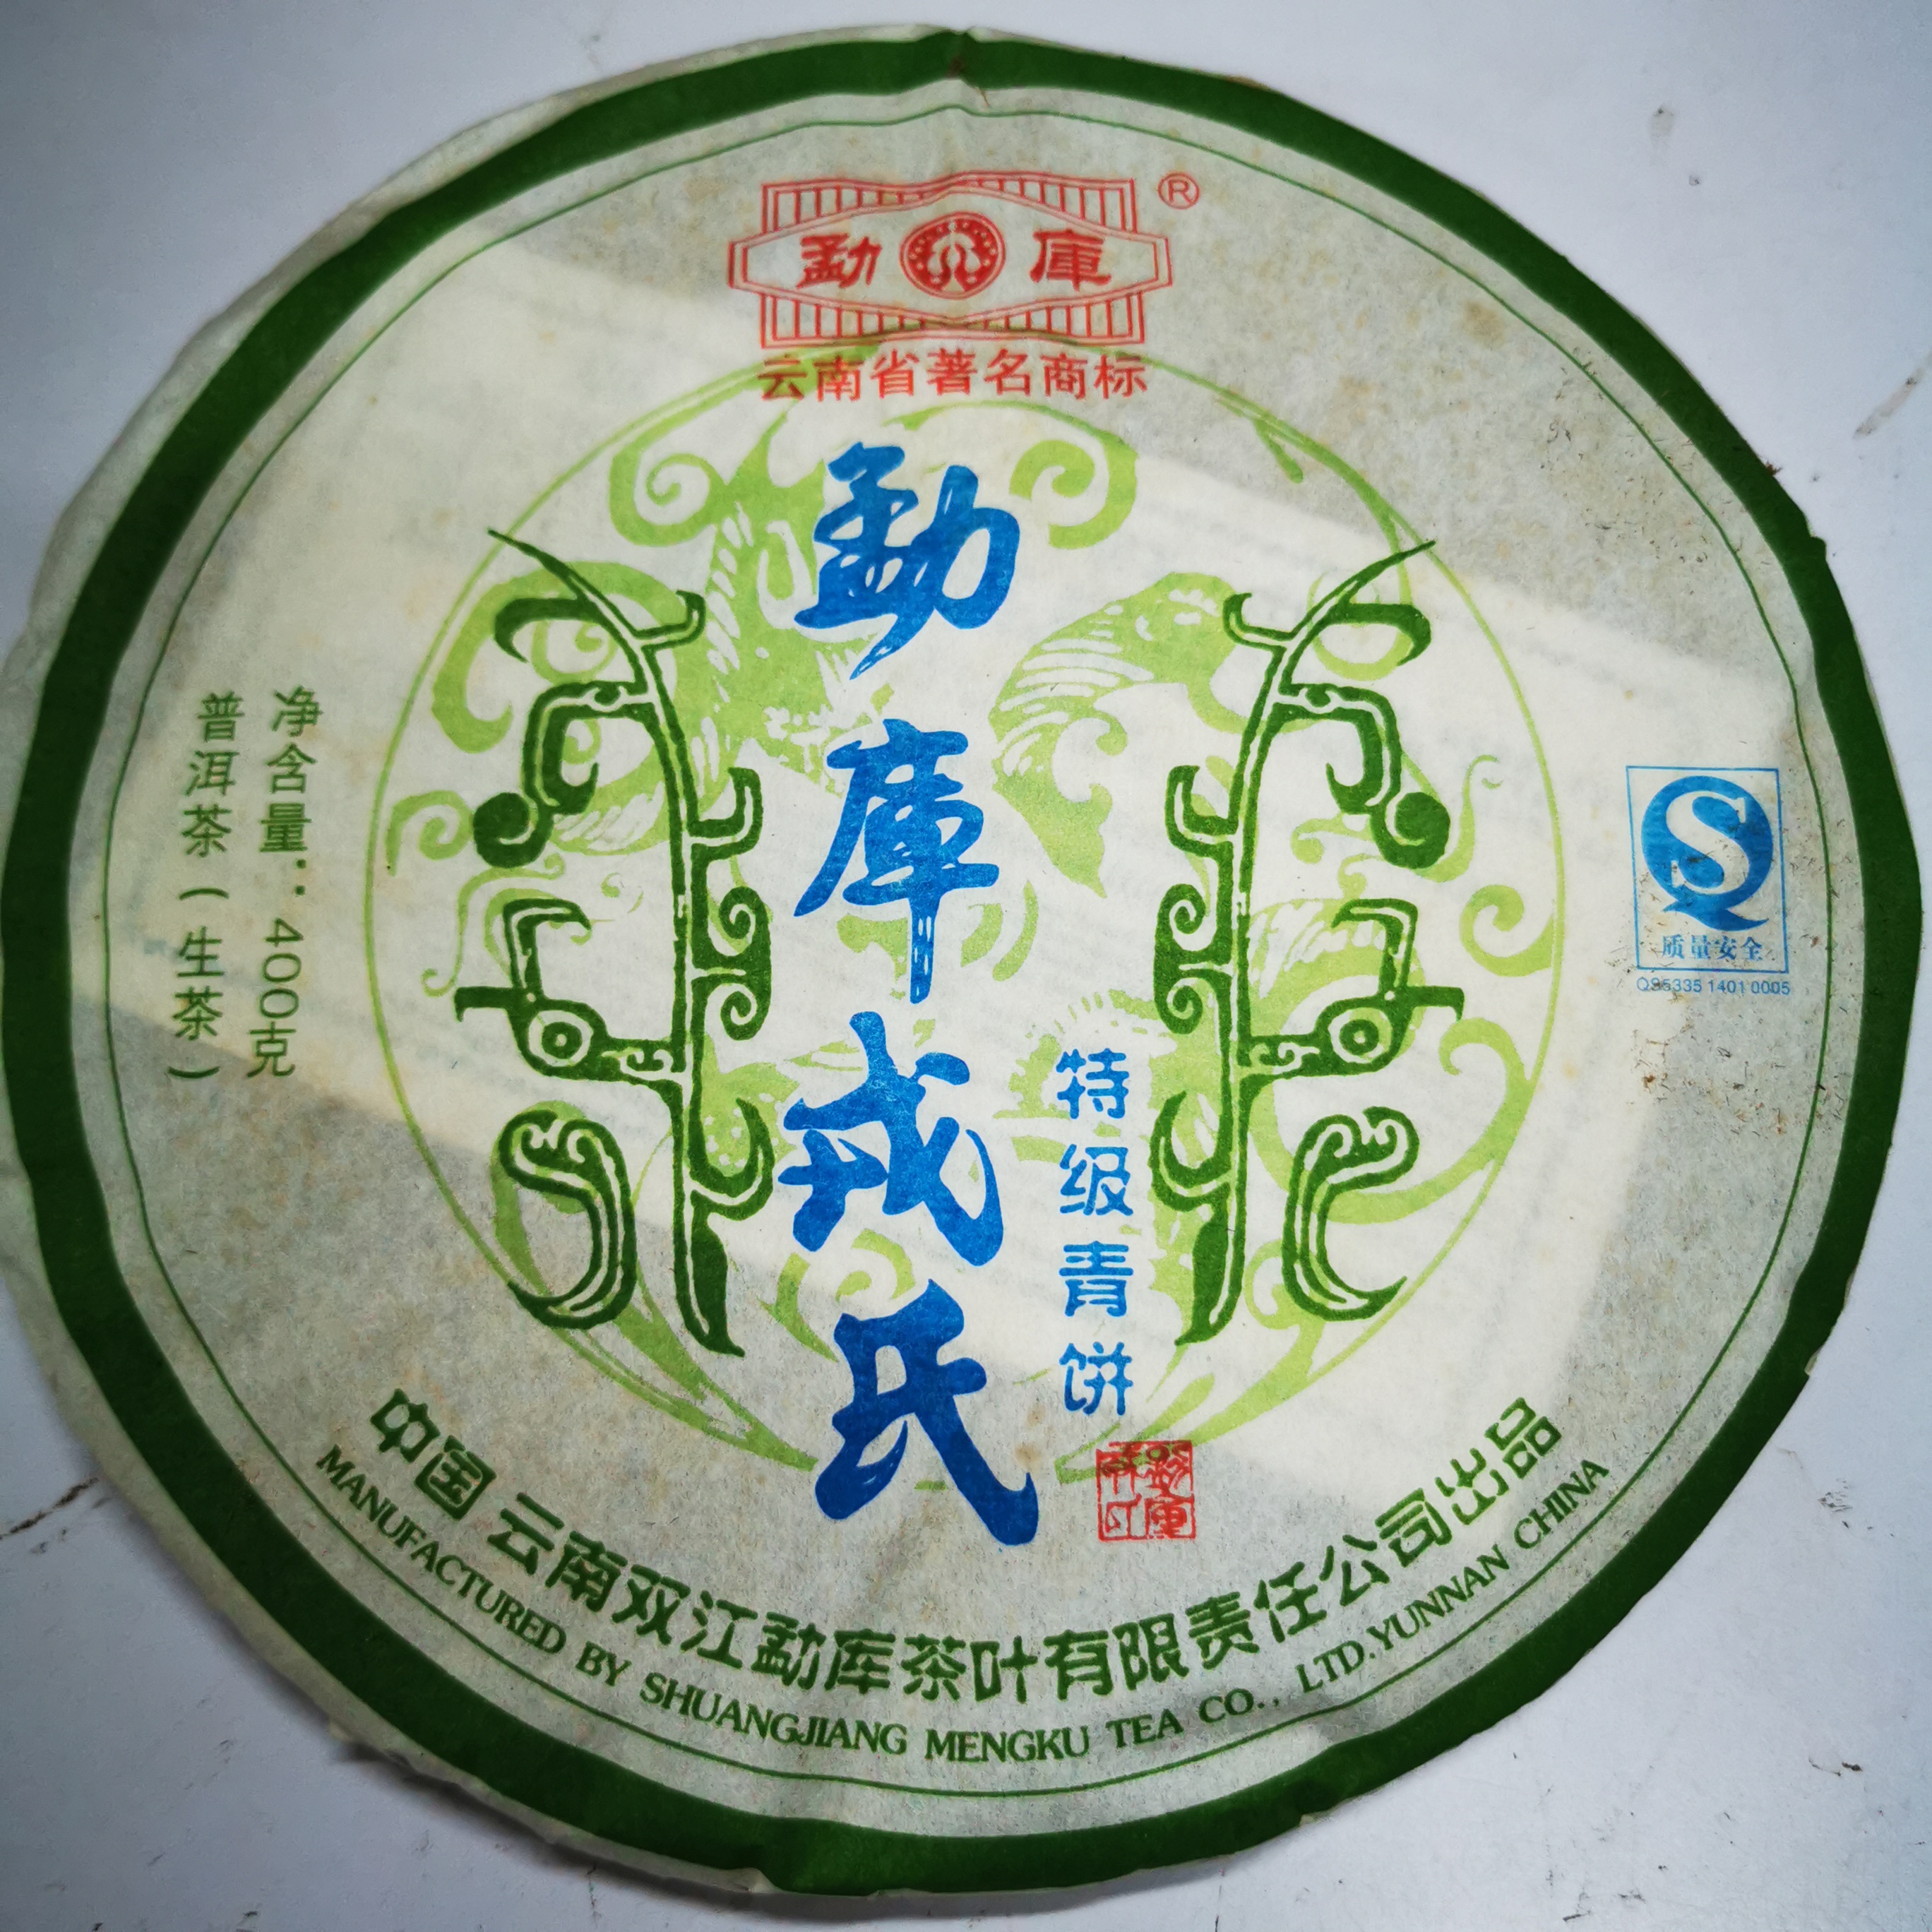 勐 庫 ®
云南省著名商标
勐庫戎氏
特级青饼
净含量：400克
普洱茶（生茶）
质量安全
QS5335 1401 0005
中国 云南双江勐库茶叶有限责任公司出品
MANUFACTURED BY SHUANGJIANG MENGKU TEA CO., LTD.YUNNAN CHINA